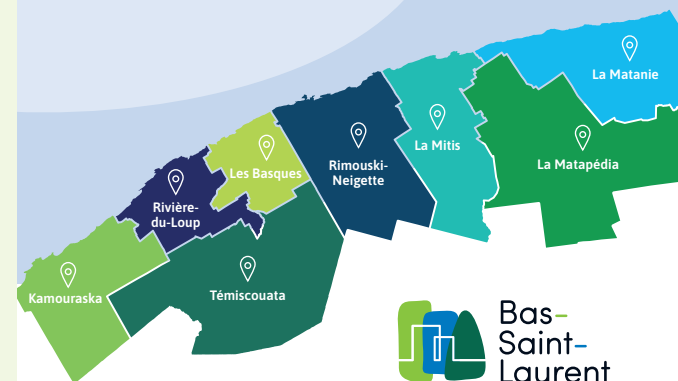 La Matanie
La Mitis
La Matapédia
Rimouski-
Neigette
Les Basques
Rivière-
du-Loup
Témiscouata
Kamouraska
Bas-
Saint-
Laurent